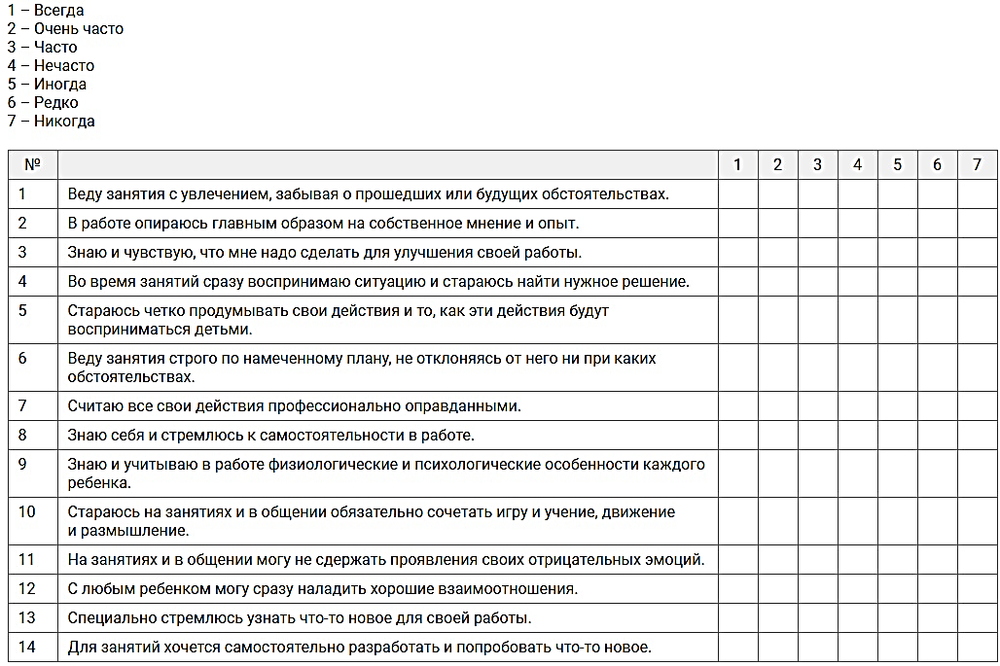 1 – Всегда
2 – Очень часто
3 – Часто
4 – Нечасто
5 – Иногда
6 – Редко
7 – Никогда
№ 1 2 3 4 5 6 7
1 Веду занятия с увлечением, забывая о прошедших или будущих обстоятельствах.
2 В работе опираюсь главным образом на собственное мнение и опыт.
3 Знаю и чувствую, что мне надо сделать для улучшения своей работы.
4 Во время занятий сразу воспринимаю ситуацию и стараюсь найти нужное решение.
5 Стараюсь четко продумывать свои действия и то, как эти действия будут
восприниматься детьми.
6 Веду занятия строго по намеченному плану, не отклоняясь от него ни при каких
обстоятельствах.
7 Считаю все свои действия профессионально оправданными.
8 Знаю себя и стремлюсь к самостоятельности в работе.
9 Знаю и учитываю в работе физиологические и психологические особенности каждого
ребенка.
10 Стараюсь на занятиях и в общении обязательно сочетать игру и учение, движение
и размышление.
11 На занятиях и в общении могу не сдержать проявления своих отрицательных эмоций.
12 С любым ребенком могу сразу наладить хорошие взаимоотношения.
13 Специально стремлюсь узнать что-то новое для своей работы.
14 Для занятий хочется самостоятельно разработать и попробовать что-то новое.